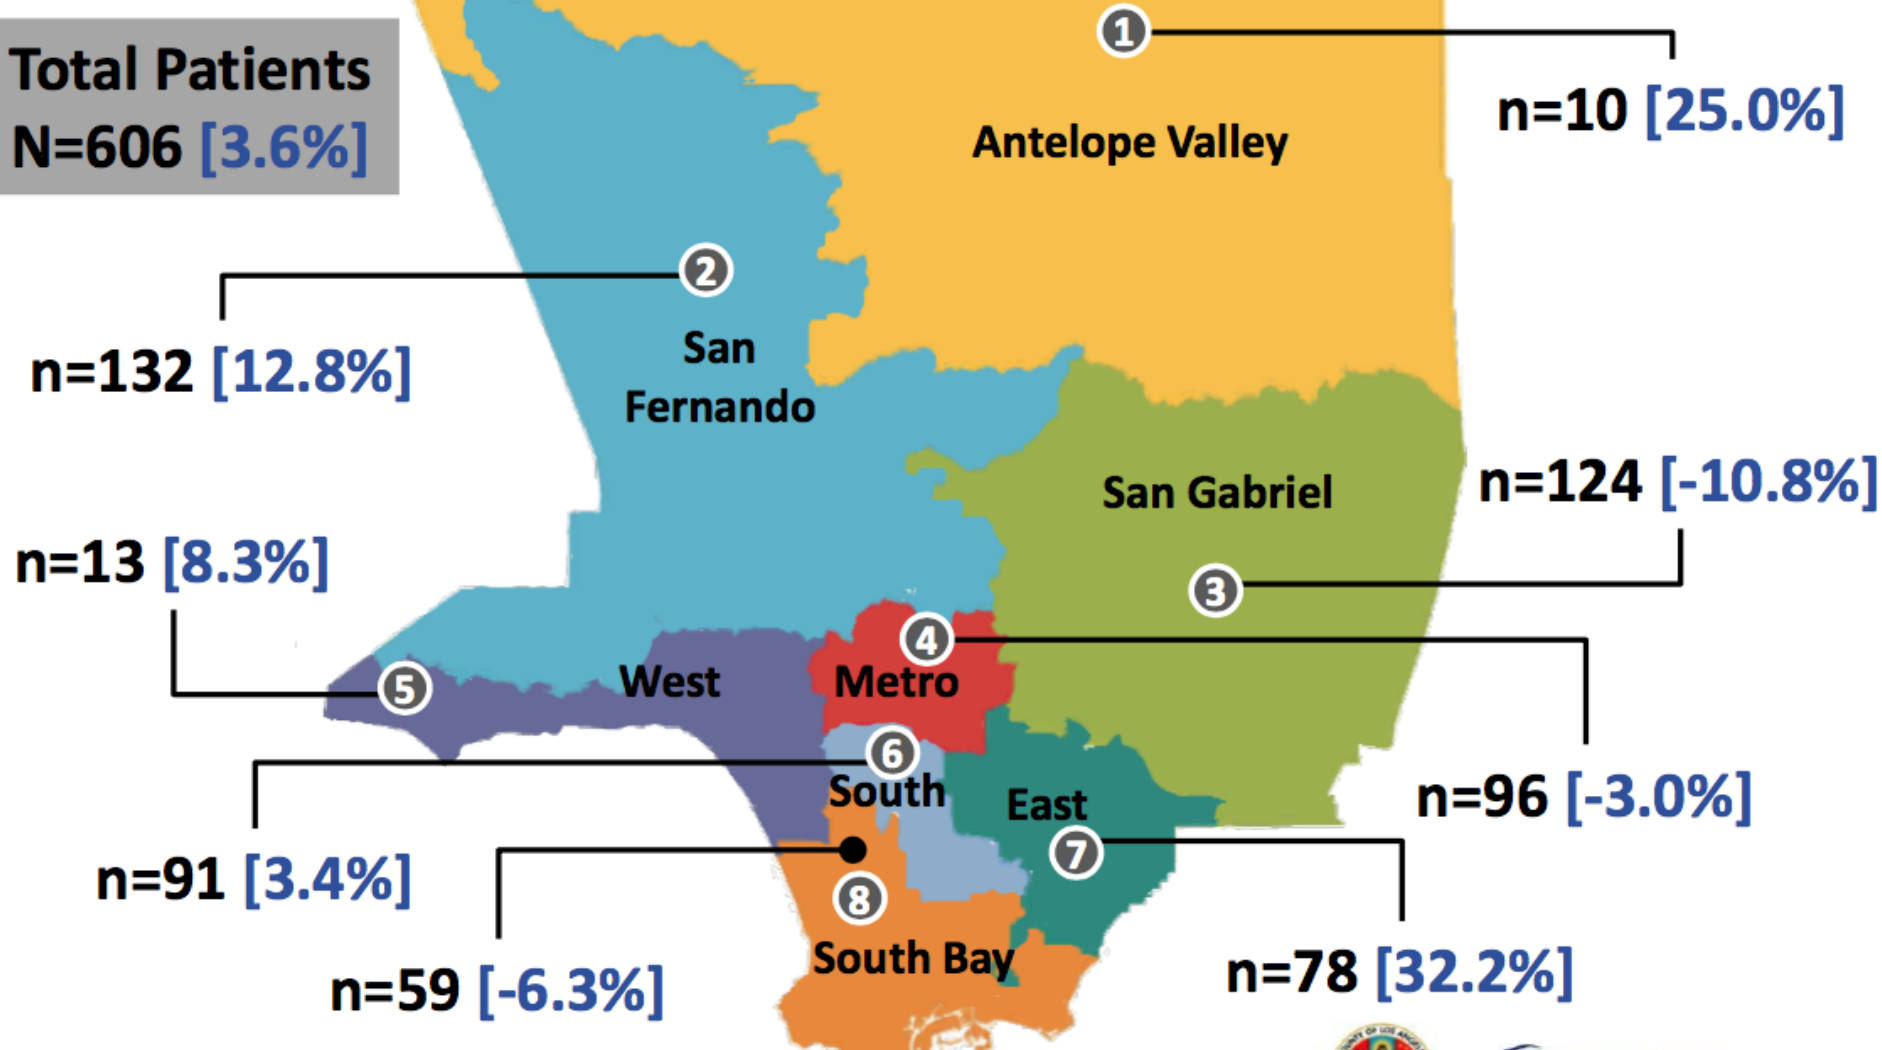 Total Patients
N=606 [3.6%]
1
n=10 [25.0%]
Antelope Valley
2
n=132 [12.8%]
San
Fernando
San Gabriel
n=124 [-10.8%]
3
n=13 [8.3%]
4
5
West
Metro
6
South
n=96 [-3.0%]
East
7
n=91 [3.4%]
8
South Bay
n=59 [-6.3%]
n=78 [32.2%]